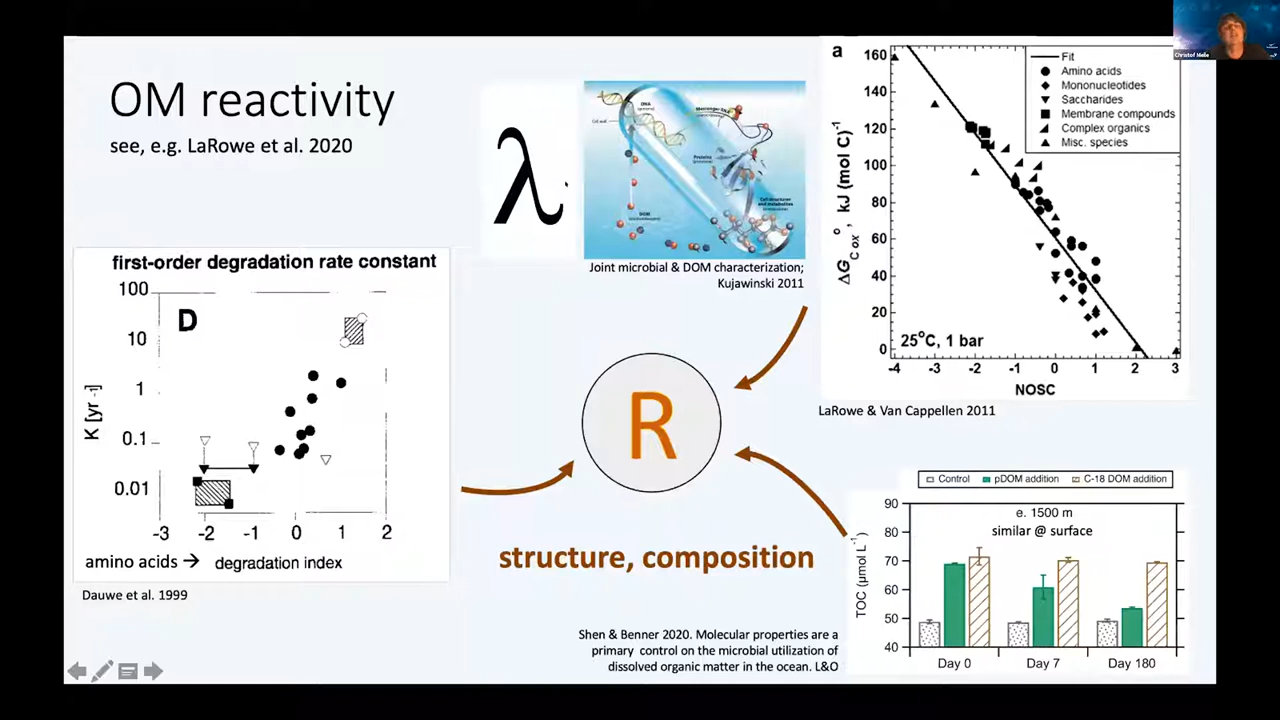 OM reactivity
see, e.g. LaRowe et al. 2020
first-order degradation rate constant
D
K [yr -1]
100
10
1
0.1
0.01
-3 -2 -1 0 1 2
amino acids → degradation index
Dauwe et al. 1999
λ
DNA
Proteins
DOM
Joint microbial & DOM characterization;
Kujawinski 2011
R
structure, composition
a
ΔG°C ox, kJ (mol C)-1
160
140
120
100
80
60
40
20
0
Fit
Amino acids
Mononucleotides
Saccharides
Membrane compounds
Complex organics
Misc. species
25°C, 1 bar
-4 -3 -2 -1 0 1 2 3
NOSC
LaRowe & Van Cappellen 2011
Control pDOM addition C-18 DOM addition
e. 1500 m
similar @ surface
TOC (μmol L-1)
90
80
70
60
50
40
Day 0 Day 7 Day 180
Shen & Benner 2020. Molecular properties are a
primary control on the microbial utilization of
dissolved organic matter in the ocean. L&O
Christof Meile